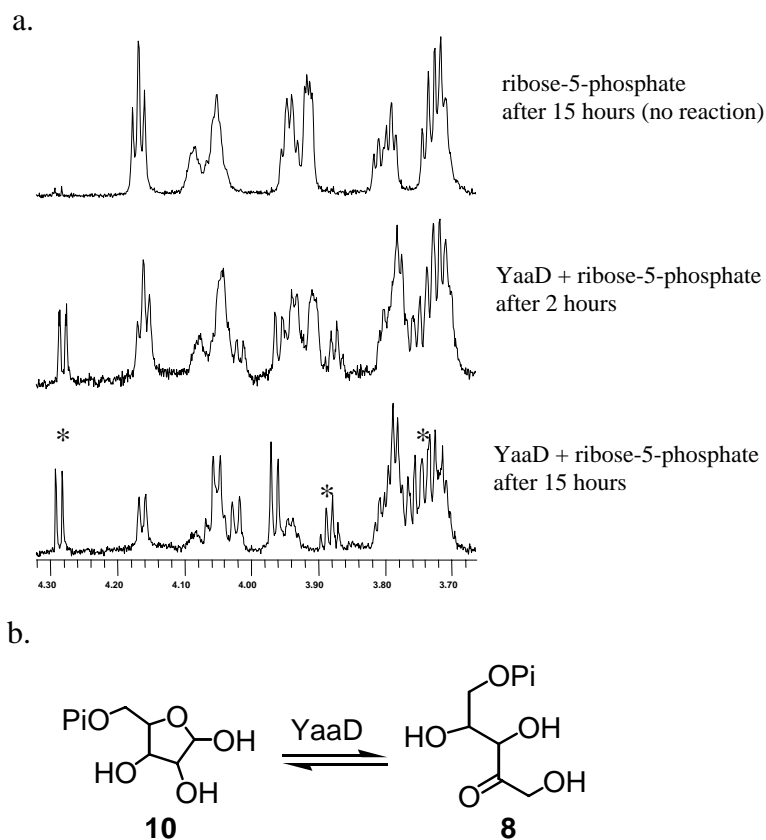 a.
ribose-5-phosphate
after 15 hours (no reaction)
YaaD + ribose-5-phosphate
after 2 hours
* * *
YaaD + ribose-5-phosphate
after 15 hours
4.30 4.20 4.10 4.00 3.90 3.80 3.70
b.
PiO O OH HO OH
10
YaaD
OPi HO OH O OH
8